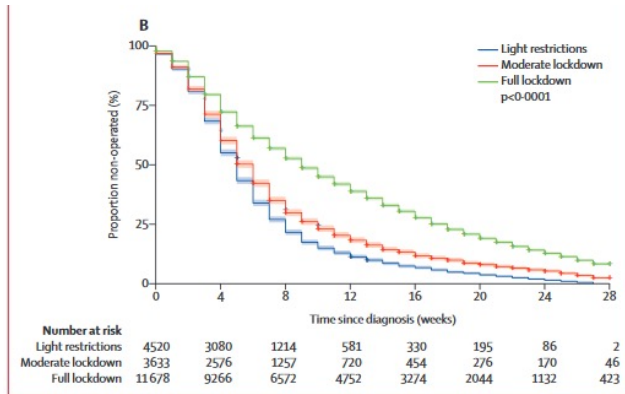 B
100
75
50
25
0
Proportion non-operated (%)
Light restrictions
Moderate lockdown
Full lockdown
p<0·0001
0 4 8 12 16 20 24 28
Time since diagnosis (weeks)
Number at risk
Light restrictions 4520 3080 1214 581 330 195 86 2
Moderate lockdown 3633 2576 1257 720 454 276 170 46
Full lockdown 11678 9266 6572 4752 3274 2044 1132 423